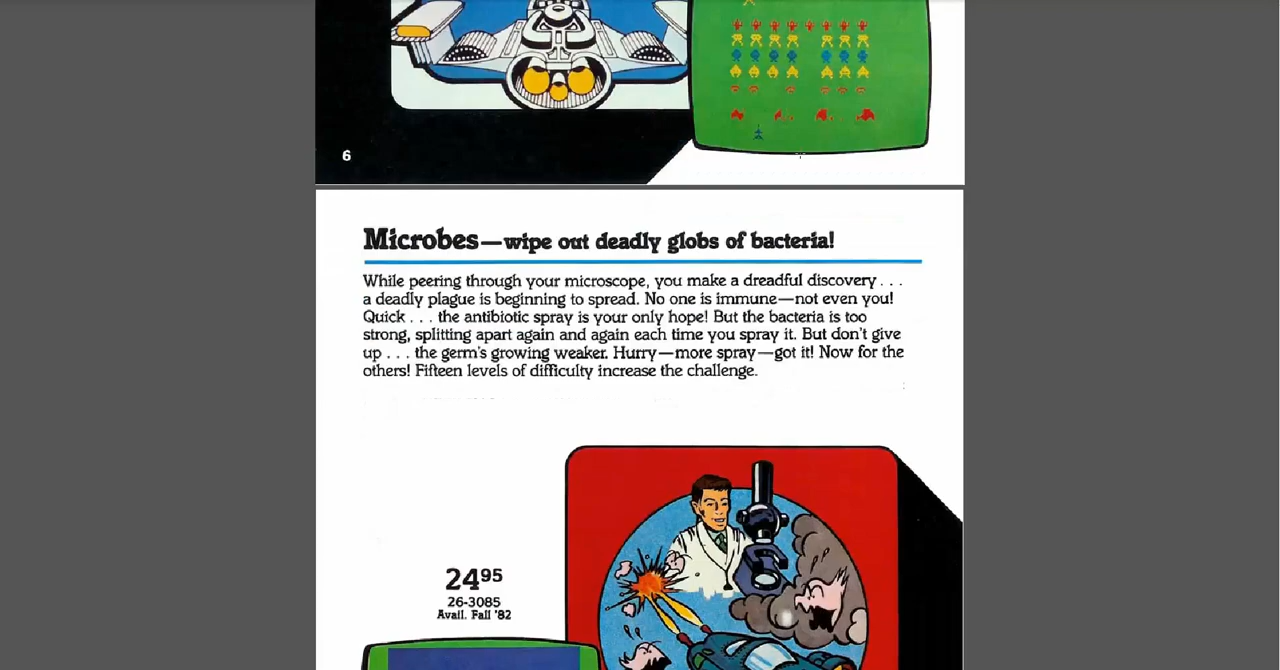 6
Microbes—wipe out deadly globs of bacteria!
While peering through your microscope, you make a dreadful discovery . . .
a deadly plague is beginning to spread. No one is immune—not even you!
Quick . . . the antibiotic spray is your only hope! But the bacteria is too
strong, splitting apart again and again each time you spray it. But don't give
up . . . the germ's growing weaker. Hurry—more spray—got it! Now for the
others! Fifteen levels of difficulty increase the challenge.
24⁹⁵
26-3085
Avail. Fall '82